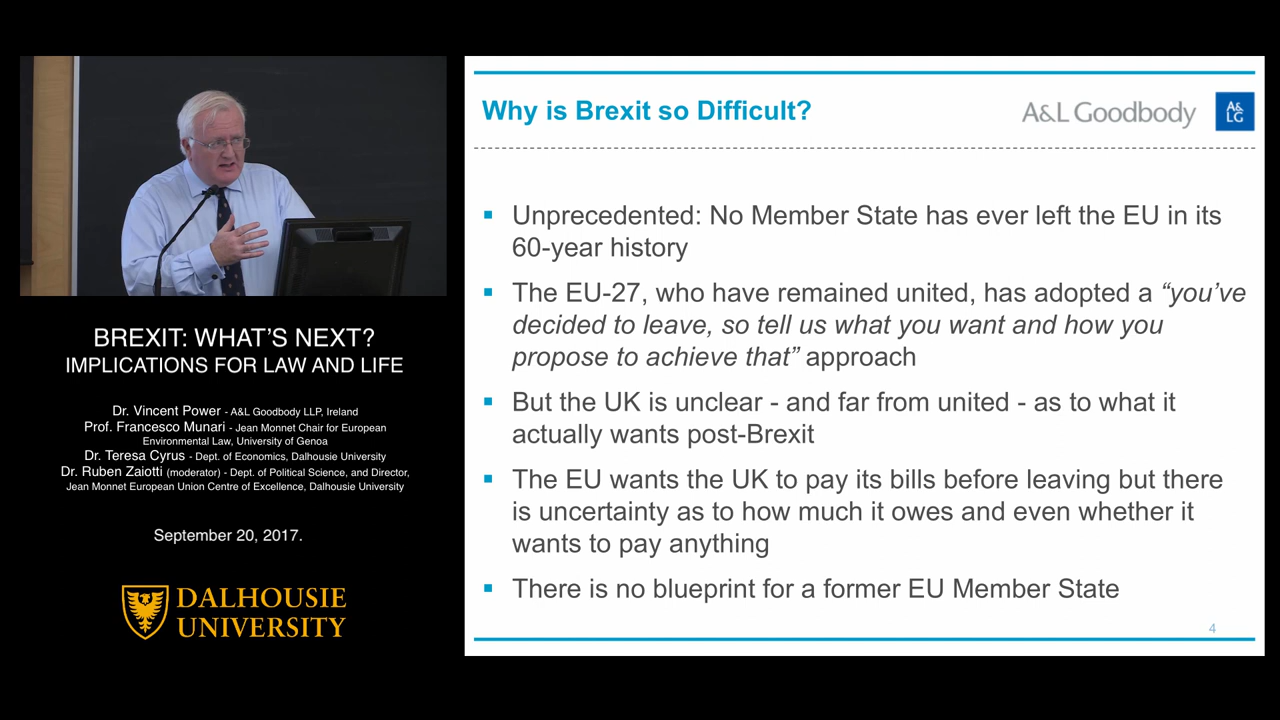 BREXIT: WHAT'S NEXT?
IMPLICATIONS FOR LAW AND LIFE
Dr. Vincent Power - A&L Goodbody LLP, Ireland
Prof. Francesco Munari - Jean Monnet Chair for European
Environmental Law, University of Genoa
Dr. Teresa Cyrus - Dept. of Economics, Dalhousie University
Dr. Ruben Zaiotti (moderator) - Dept. of Political Science, and Director,
Jean Monnet European Union Centre of Excellence, Dalhousie University
September 20, 2017.
DALHOUSIE
UNIVERSITY
Why is Brexit so Difficult?
A&L Goodbody
A&
LG
▪ Unprecedented: No Member State has ever left the EU in its
60-year history
▪ The EU-27, who have remained united, has adopted a “you’ve
decided to leave, so tell us what you want and how you
propose to achieve that” approach
▪ But the UK is unclear - and far from united - as to what it
actually wants post-Brexit
▪ The EU wants the UK to pay its bills before leaving but there
is uncertainty as to how much it owes and even whether it
wants to pay anything
▪ There is no blueprint for a former EU Member State
4